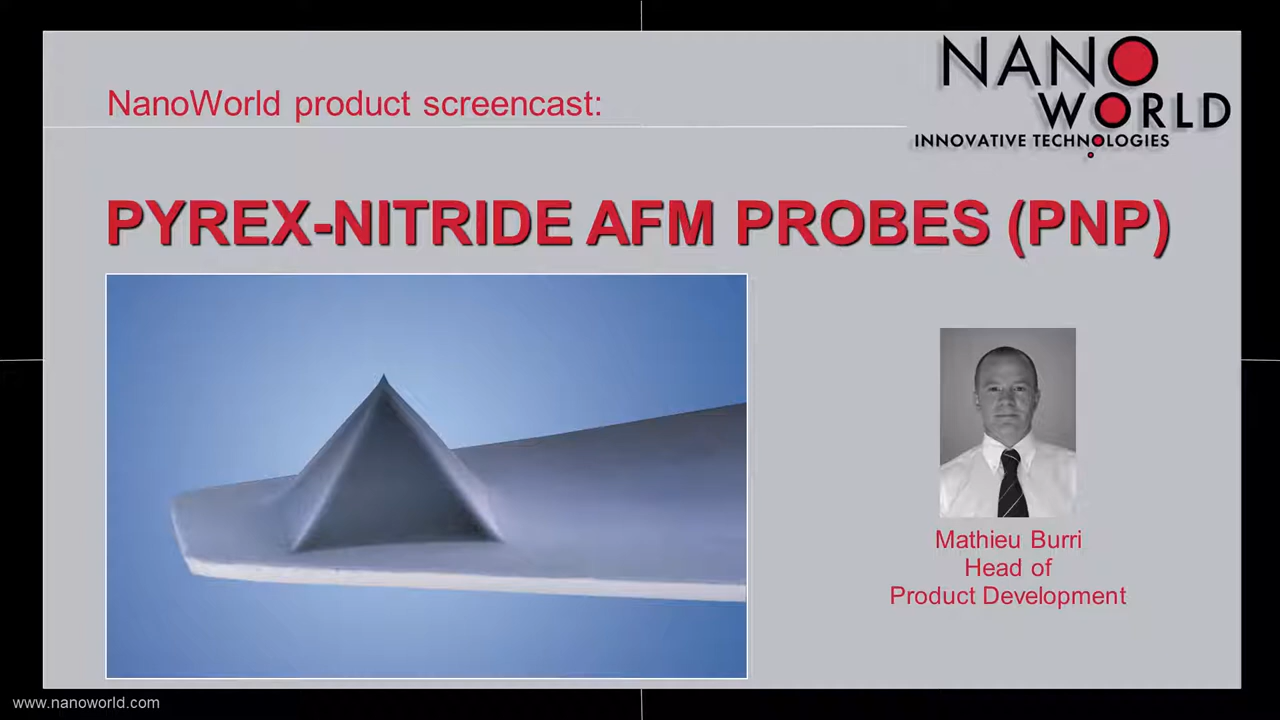 NanoWorld product screencast:
NANO
WORLD
INNOVATIVE TECHNOLOGIES
PYREX-NITRIDE AFM PROBES (PNP)
Mathieu Burri
Head of
Product Development
www.nanoworld.com